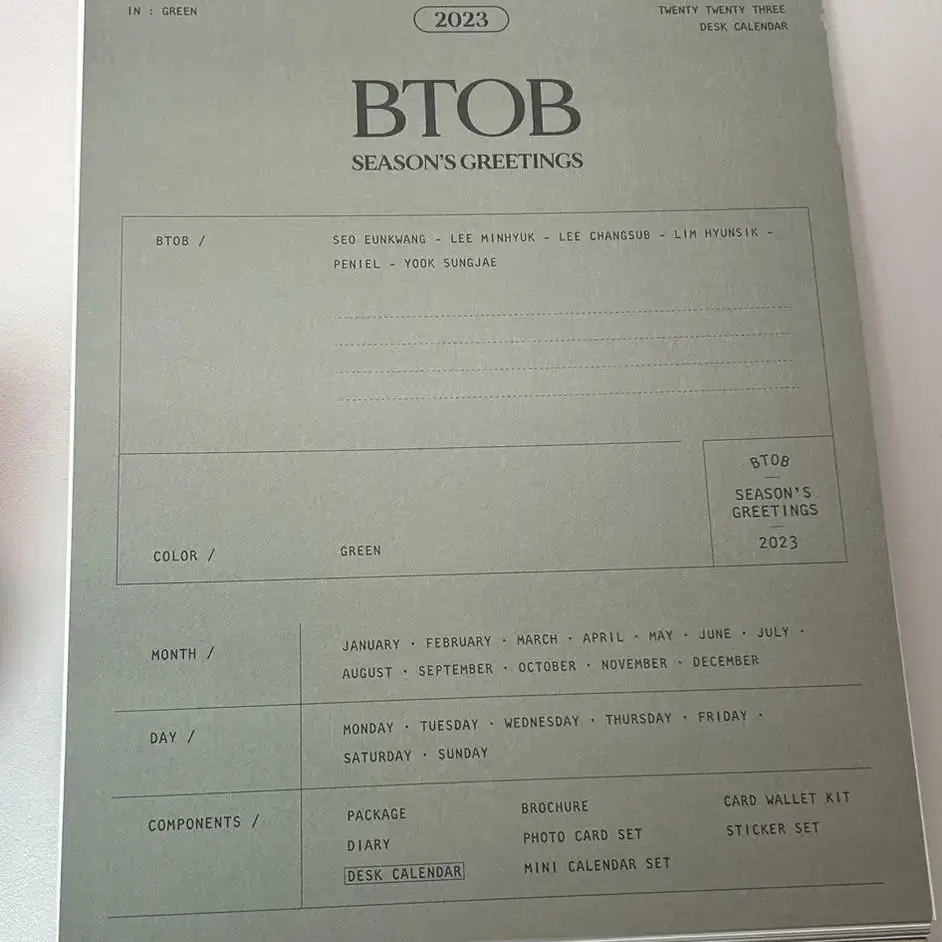 IN : GREEN
2023
TWENTY TWENTY THREE
DESK CALENDAR
BTOB
SEASON'S GREETINGS
BTOB /
SEO EUNKWANG - LEE MINHYUK - LEE CHANGSUB - LIM HYUNSIK -
PENIEL - YOOK SUNGJAE
BTOB
SEASON'S
GREETINGS
2023
COLOR /
GREEN
MONTH /
JANUARY · FEBRUARY · MARCH · APRIL · MAY · JUNE · JULY ·
AUGUST · SEPTEMBER · OCTOBER · NOVEMBER · DECEMBER
DAY /
MONDAY · TUESDAY · WEDNESDAY · THURSDAY · FRIDAY ·
SATURDAY · SUNDAY
COMPONENTS /
PACKAGE
DIARY
DESK CALENDAR
BROCHURE
PHOTO CARD SET
MINI CALENDAR SET
CARD WALLET KIT
STICKER SET